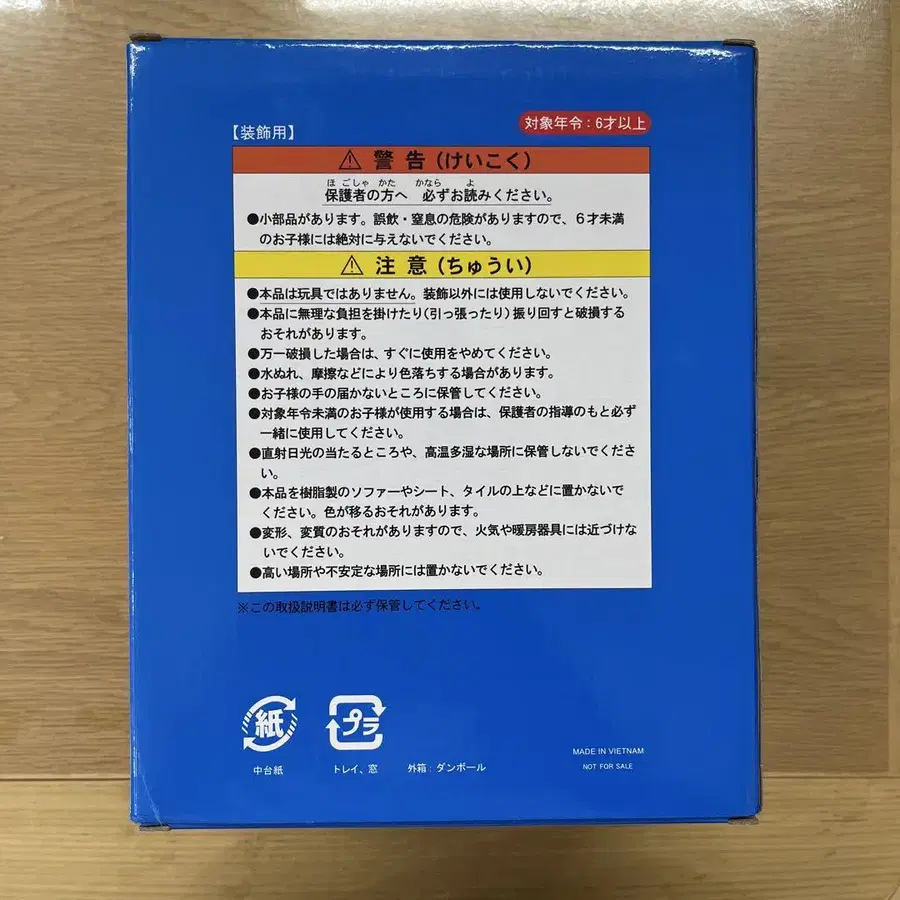 【装飾用】
対象年令：6才以上
⚠ 警告（けいこく）
ほごしゃ かた かなら よ
保護者の方へ 必ずお読みください。
●小部品があります。誤飲・窒息の危険がありますので、６才未満
のお子様には絶対に与えないでください。
⚠ 注意（ちゅうい）
●本品は玩具ではありません。装飾以外には使用しないでください。
●本品に無理な負担を掛けたり（引っ張ったり）振り回すと破損する
おそれがあります。
●万一破損した場合は、すぐに使用をやめてください。
●水ぬれ、摩擦などにより色落ちする場合があります。
●お子様の手の届かないところに保管してください。
●対象年令未満のお子様が使用する場合は、保護者の指導のもと必ず
一緒に使用してください。
●直射日光の当たるところや、高温多湿な場所に保管しないでくださ
い。
●本品を樹脂製のソファーやシート、タイルの上などに置かないで
ください。色が移るおそれがあります。
●変形、変質のおそれがありますので、火気や暖房器具には近づけな
いでください。
●高い場所や不安定な場所には置かないでください。
※この取扱説明書は必ず保管してください。
紙
プラ
中台紙
トレイ、窓
外箱：ダンボール
MADE IN VIETNAM
NOT FOR SALE